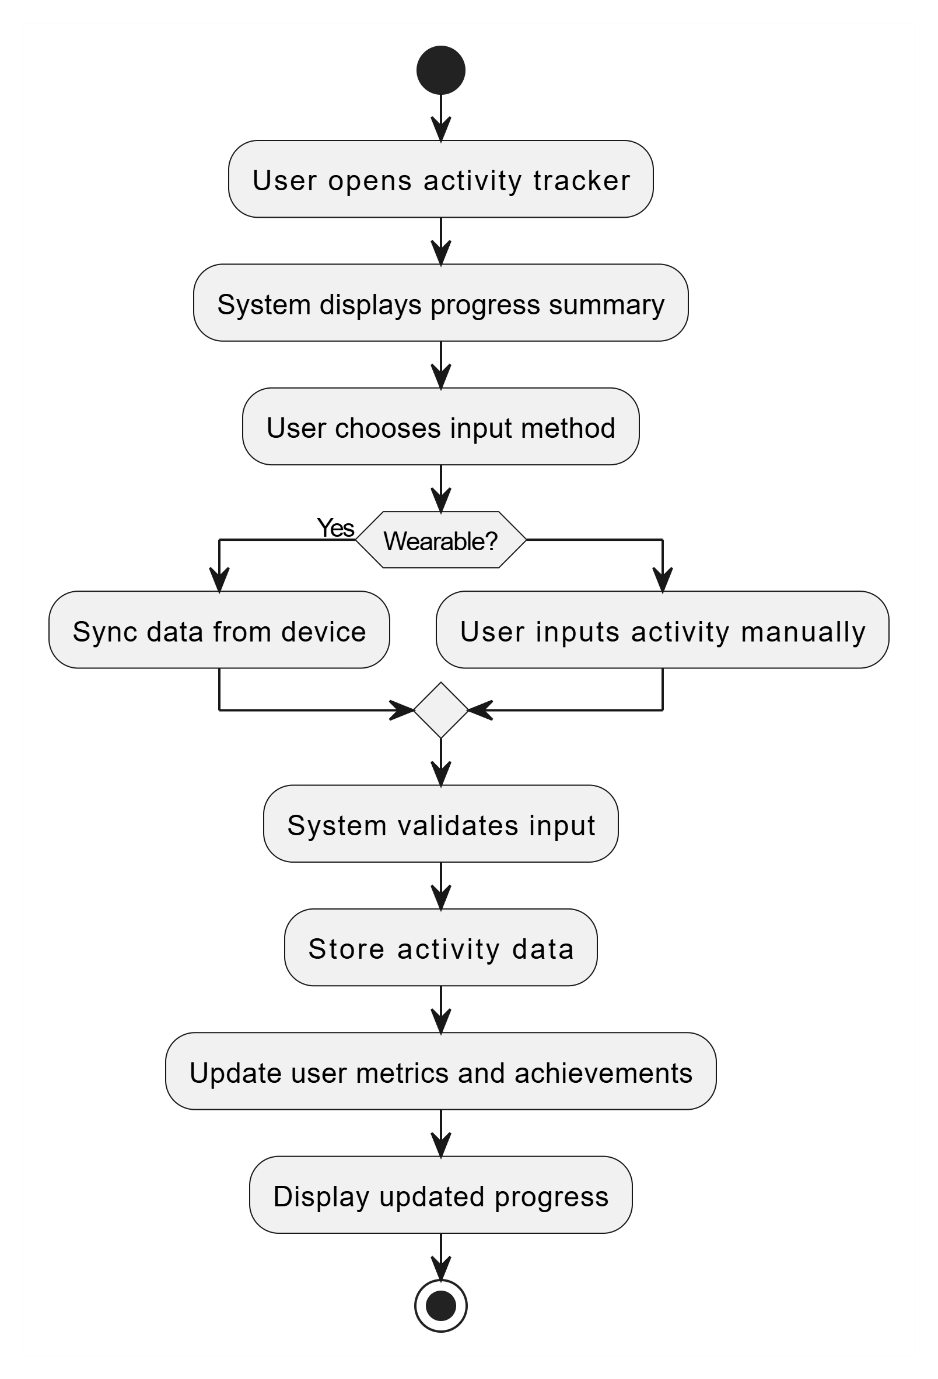 User opens activity tracker
System displays progress summary
User chooses input method
Yes
Wearable?
Sync data from device
User inputs activity manually
System validates input
Store activity data
Update user metrics and achievements
Display updated progress